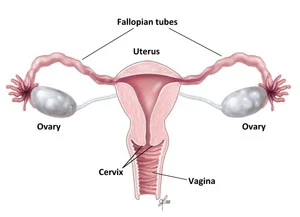 Fallopian tubes
Uterus
Ovary
Ovary
Cervix
Vagina